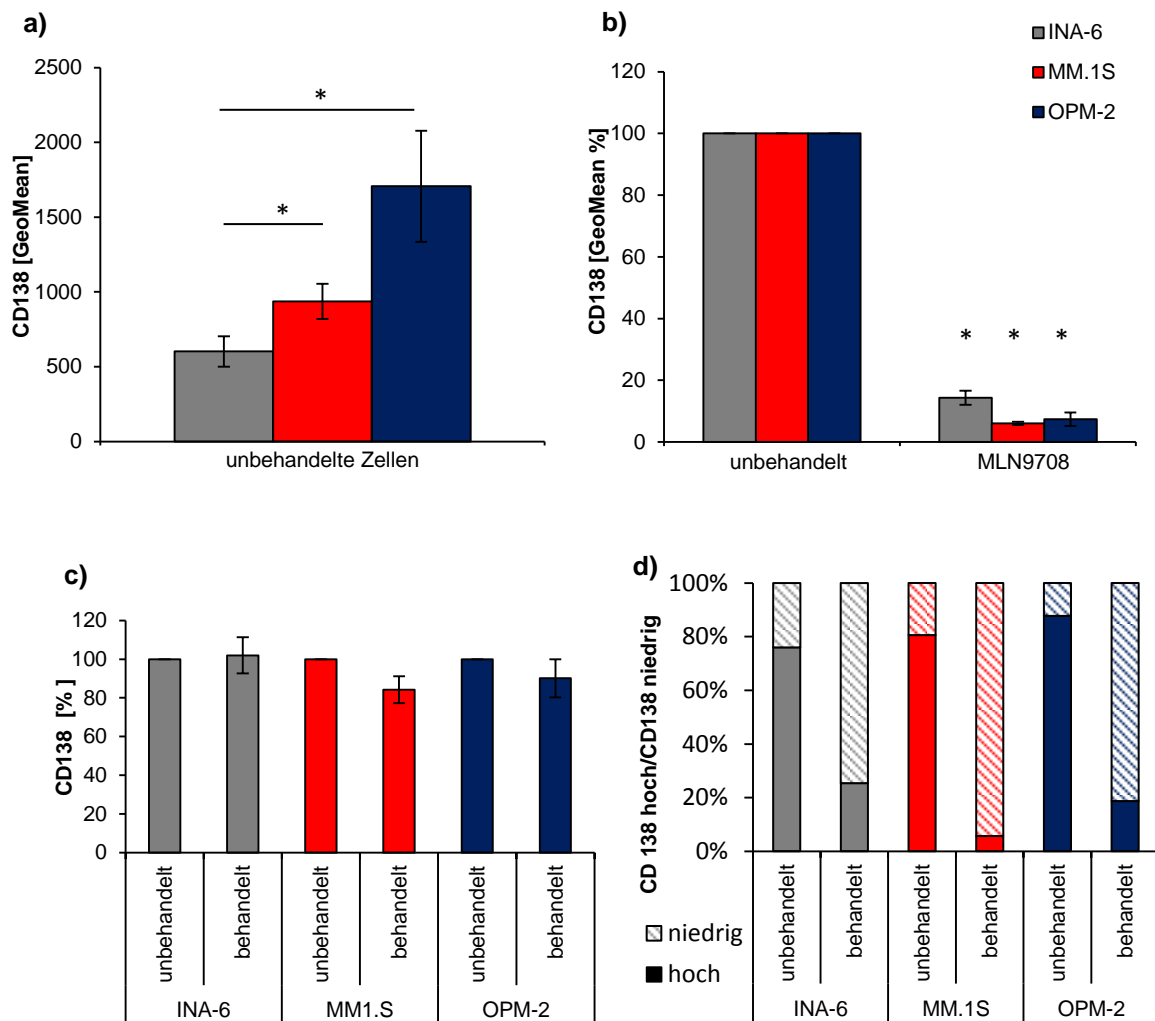 a)
CD138 [GeoMean]
2500
2000
1500
1000
500
0
*
*
unbehandelte Zellen
b)
INA-6
MM.1S
OPM-2
CD138 [GeoMean %]
120
100
80
60
40
20
0
* * *
unbehandelt MLN9708
c)
CD138 [%]
120
100
80
60
40
20
0
unbehandelt behandelt unbehandelt behandelt unbehandelt behandelt
INA-6 MM1.S OPM-2
d)
CD 138 hoch/CD138 niedrig
100%
80%
60%
40%
20%
0%
niedrig
hoch
unbehandelt behandelt unbehandelt behandelt unbehandelt behandelt
INA-6 MM.1S OPM-2